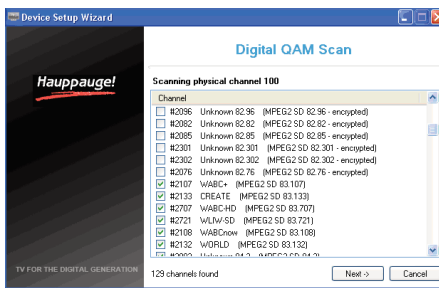 Device Setup Wizard
Digital QAM Scan
Hauppauge!
Scanning physical channel 100
Channel
#2096 Unknown 82.96 (MPEG2 SD 82.96 - encrypted)
#2082 Unknown 82.82 (MPEG2 SD 82.82 - encrypted)
#2085 Unknown 82.85 (MPEG2 SD 82.85 - encrypted)
#2301 Unknown 82.301 (MPEG2 SD 82.301 - encrypted)
#2302 Unknown 82.302 (MPEG2 SD 82.302 - encrypted)
#2076 Unknown 82.76 (MPEG2 SD 82.76 - encrypted)
#2107 WABC+ (MPEG2 SD 83.107)
#2133 CREATE (MPEG2 SD 83.133)
#2707 WABC-HD (MPEG2 SD 83.707)
#2721 WLIW-SD (MPEG2 SD 83.721)
#2108 WABCnow (MPEG2 SD 83.108)
#2132 WORLD (MPEG2 SD 83.132)
TV FOR THE DIGITAL GENERATION
129 channels found
Next ->
Cancel